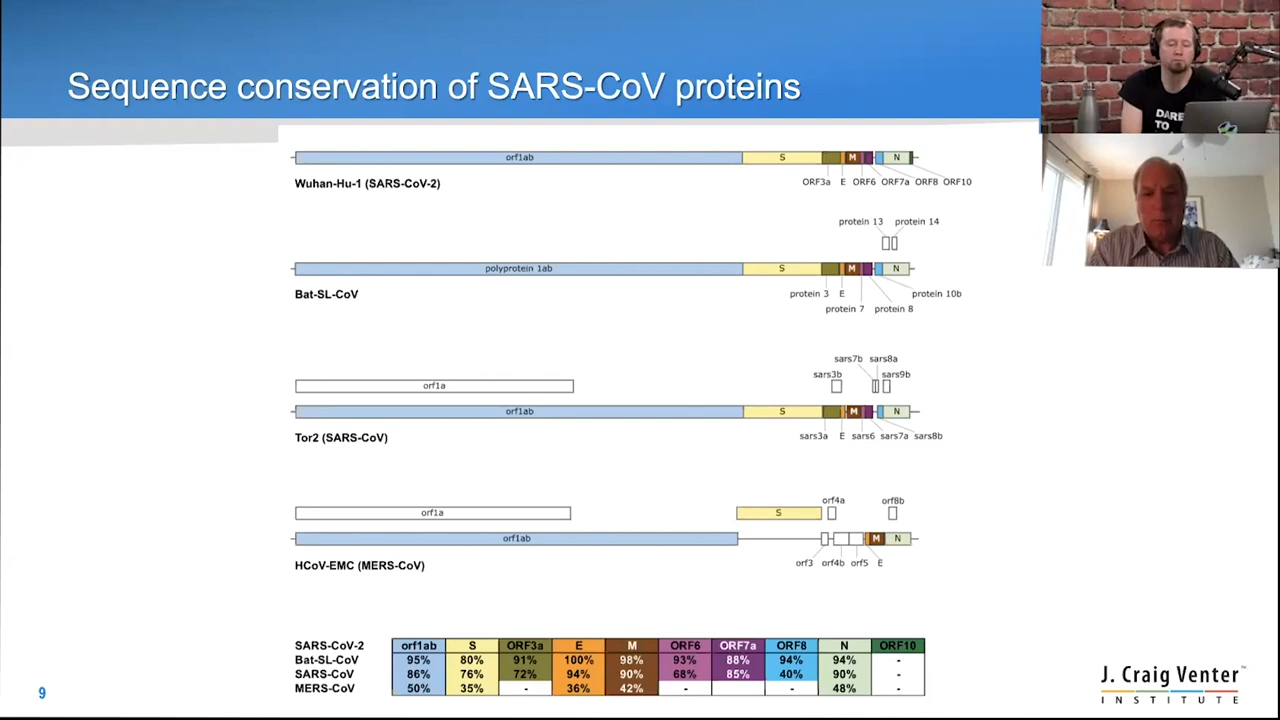 Sequence conservation of SARS-CoV proteins
DARE
TO
orf1ab S M N
ORF3a E ORF6 ORF7a ORF8 ORF10
Wuhan-Hu-1 (SARS-CoV-2)
protein 13 protein 14
polyprotein 1ab S M N
protein 3 E protein 10b
Bat-SL-CoV
protein 7 protein 8
sars7b sars8a
sars3b sars9b
orf1a
orf1ab S M N
sars3a E sars6 sars7a sars8b
Tor2 (SARS-CoV)
orf4a orf8b
orf1a S
orf1ab M N
orf3 orf4b orf5 E
HCoV-EMC (MERS-CoV)
SARS-CoV-2 orf1ab S ORF3a E M ORF6 ORF7a ORF8 N ORF10
Bat-SL-CoV 95% 80% 91% 100% 98% 93% 88% 94% 94% -
SARS-CoV 86% 76% 72% 94% 90% 68% 85% 40% 90% -
MERS-CoV 50% 35% - 36% 42% - - - 48% -
J. Craig Venter™
INSTITUTE
9